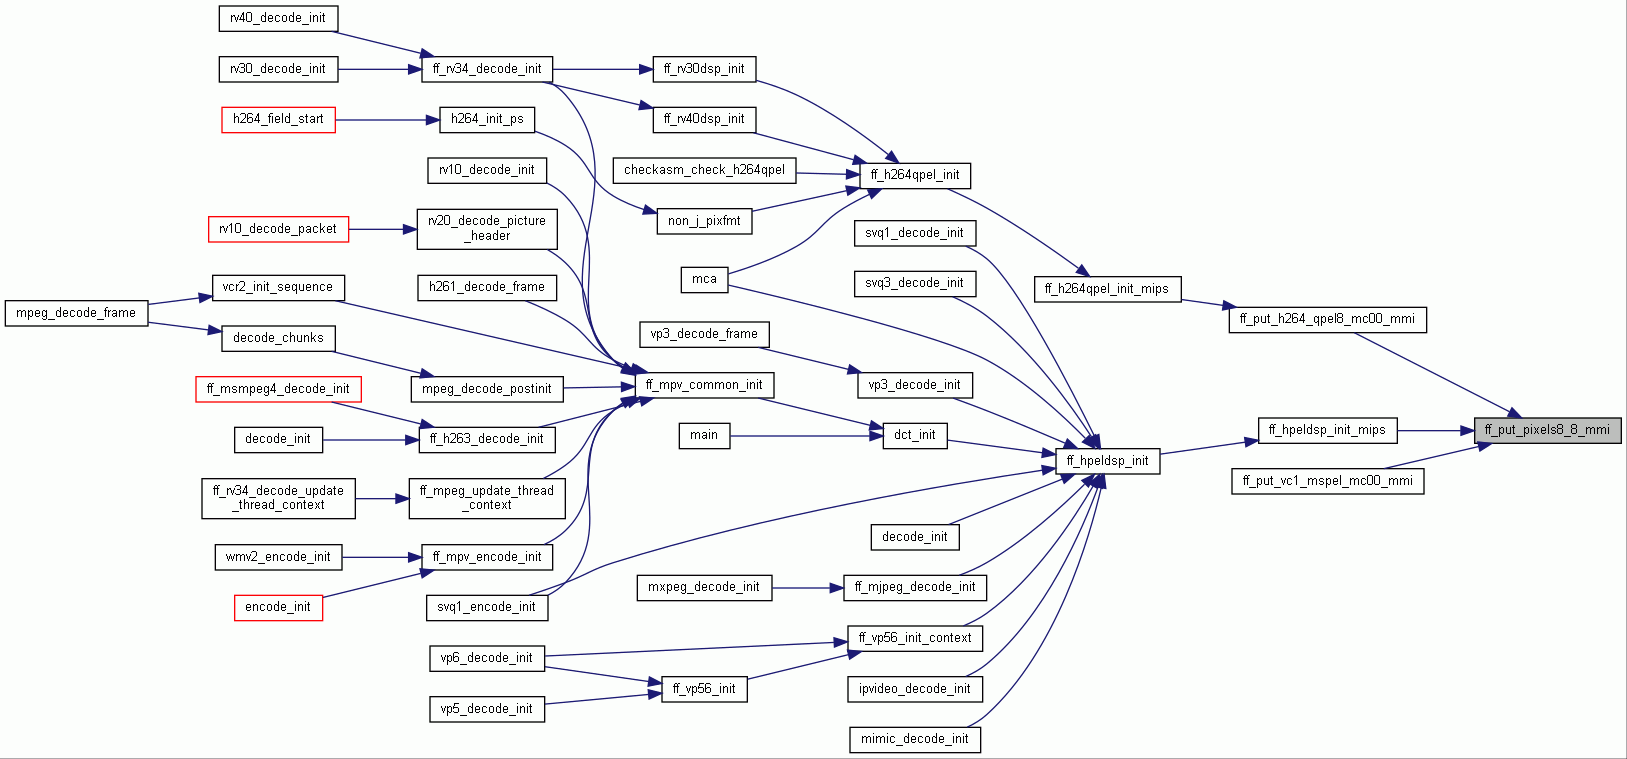 rv40_decode_init
rv30_decode_init
ff_rv34_decode_init
ff_rv30dsp_init
h264_field_start
h264_init_ps
ff_rv40dsp_init
rv10_decode_init
checkasm_check_h264qpel
ff_h264qpel_init
rv10_decode_packet
rv20_decode_picture
_header
non_j_pixfmt
svq1_decode_init
vcr2_init_sequence
h261_decode_frame
mca
svq3_decode_init
ff_h264qpel_init_mips
mpeg_decode_frame
decode_chunks
vp3_decode_frame
ff_put_h264_qpel8_mc00_mmi
ff_msmpeg4_decode_init
mpeg_decode_postinit
ff_mpv_common_init
vp3_decode_init
decode_init
ff_h263_decode_init
main
dct_init
ff_hpeldsp_init_mips
ff_put_pixels8_8_mmi
ff_hpeldsp_init
ff_put_vc1_mspel_mc00_mmi
ff_rv34_decode_update
_thread_context
ff_mpeg_update_thread
_context
decode_init
wmv2_encode_init
ff_mpv_encode_init
mxpeg_decode_init
ff_mjpeg_decode_init
encode_init
svq1_encode_init
ff_vp56_init_context
vp6_decode_init
ff_vp56_init
ipvideo_decode_init
vp5_decode_init
mimic_decode_init